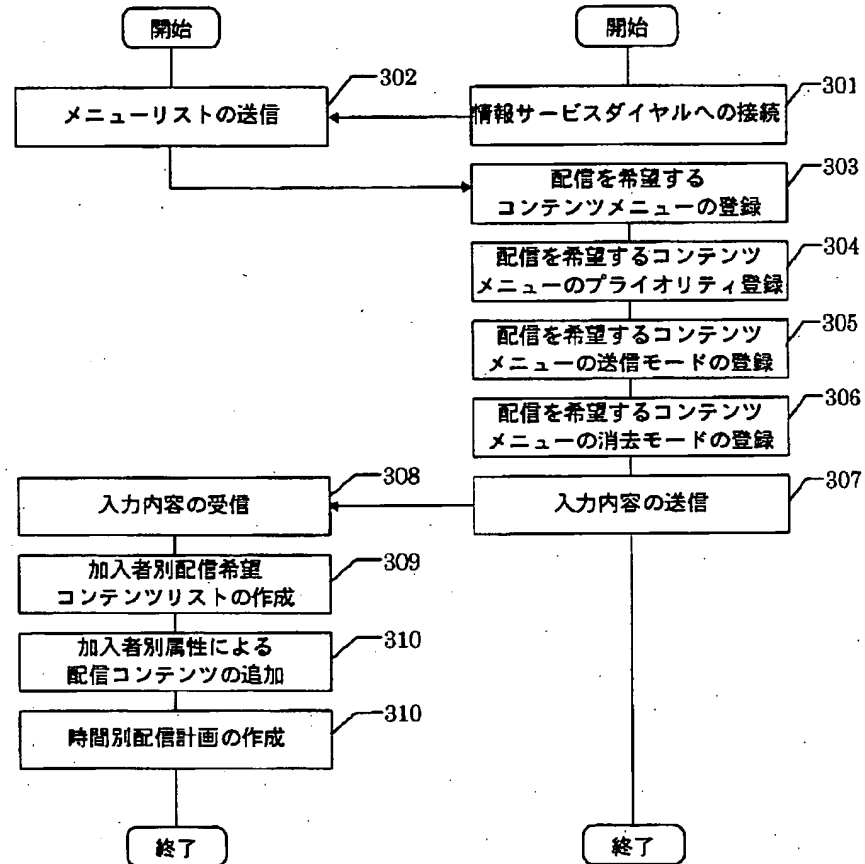 開始
開始
302
301
メニューリストの送信
情報サービスダイヤルへの接続
303
配信を希望する
コンテンツメニューの登録
304
配信を希望するコンテンツ
メニューのプライオリティ登録
305
配信を希望するコンテンツ
メニューの送信モードの登録
306
配信を希望するコンテンツ
メニューの消去モードの登録
308
307
入力内容の受信
入力内容の送信
309
加入者別配信希望
コンテンツリストの作成
310
加入者別属性による
配信コンテンツの追加
310
時間別配信計画の作成
終了
終了